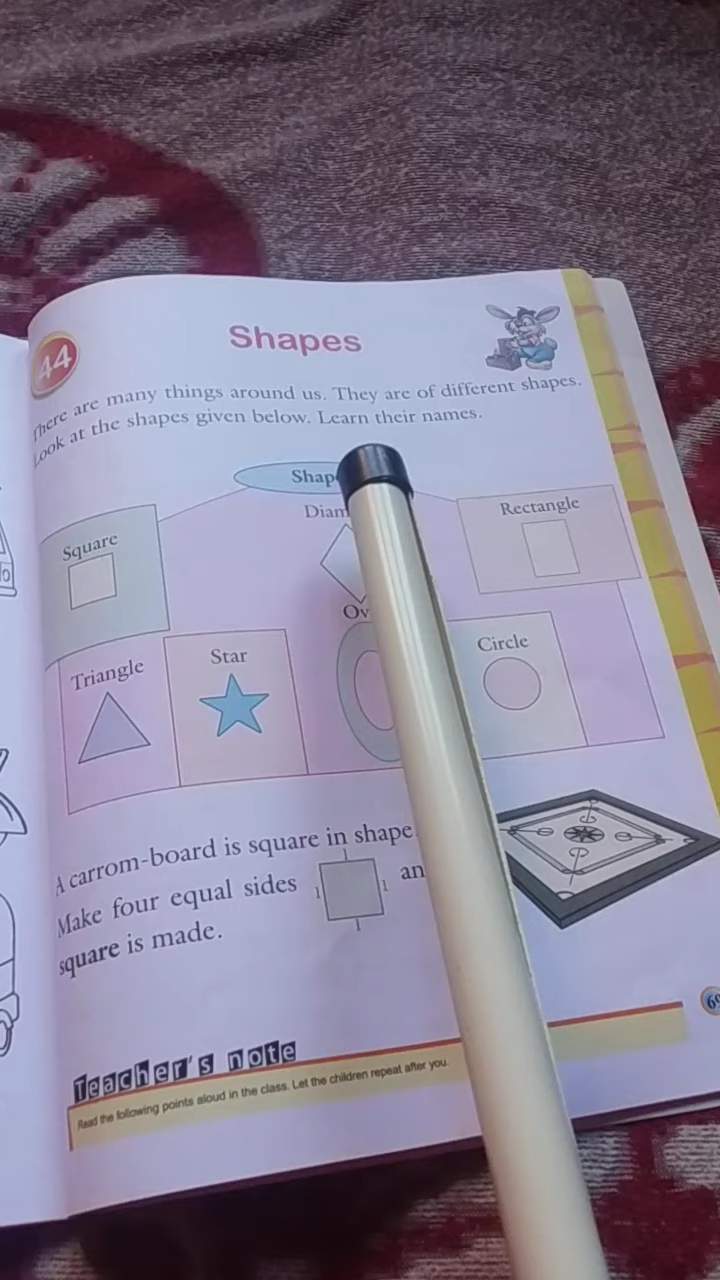 44
Shapes
There are many things around us. They are of different shapes.
Look at the shapes given below. Learn their names.
Shap
Diam
Rectangle
Square
Ov
Circle
Star
Triangle
A carrom-board is square in shape.
Make four equal sides 1 1 1 1 an
square is made.
Teacher's note
Read the following points aloud in the class. Let the children repeat after you.